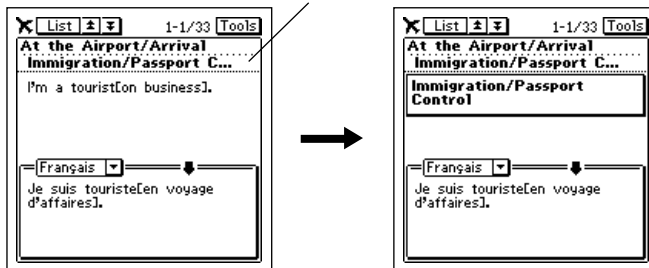 List 1-1/33 Tools
At the Airport/Arrival
Immigration/Passport C...
I'm a tourist[on business].
Français
Je suis touriste[en voyage
d'affaires].
List 1-1/33 Tools
At the Airport/Arrival
Immigration/Passport C...
Immigration/Passport
Control
Français
Je suis touriste[en voyage
d'affaires].